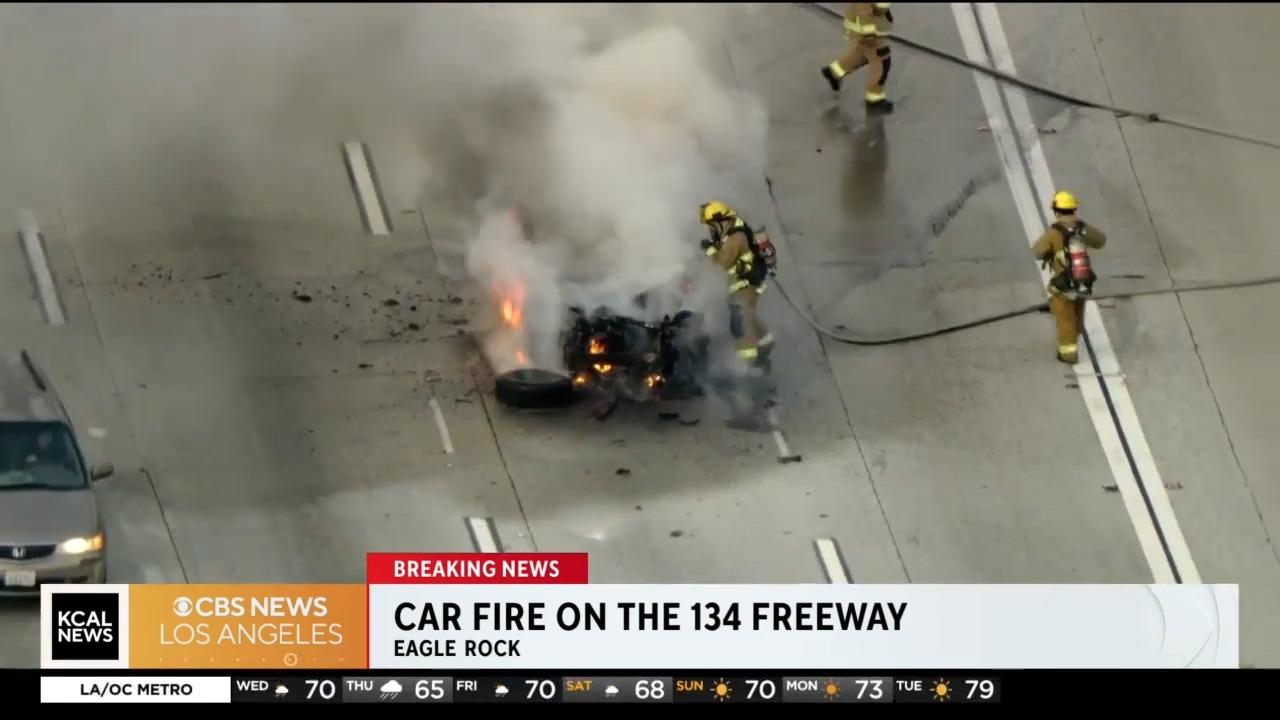 BREAKING NEWS
KCAL
NEWS
CBS NEWS
LOS ANGELES
CAR FIRE ON THE 134 FREEWAY
EAGLE ROCK
LA/OC METRO WED 70 THU 65 FRI 70 SAT 68 SUN 70 MON 73 TUE 79